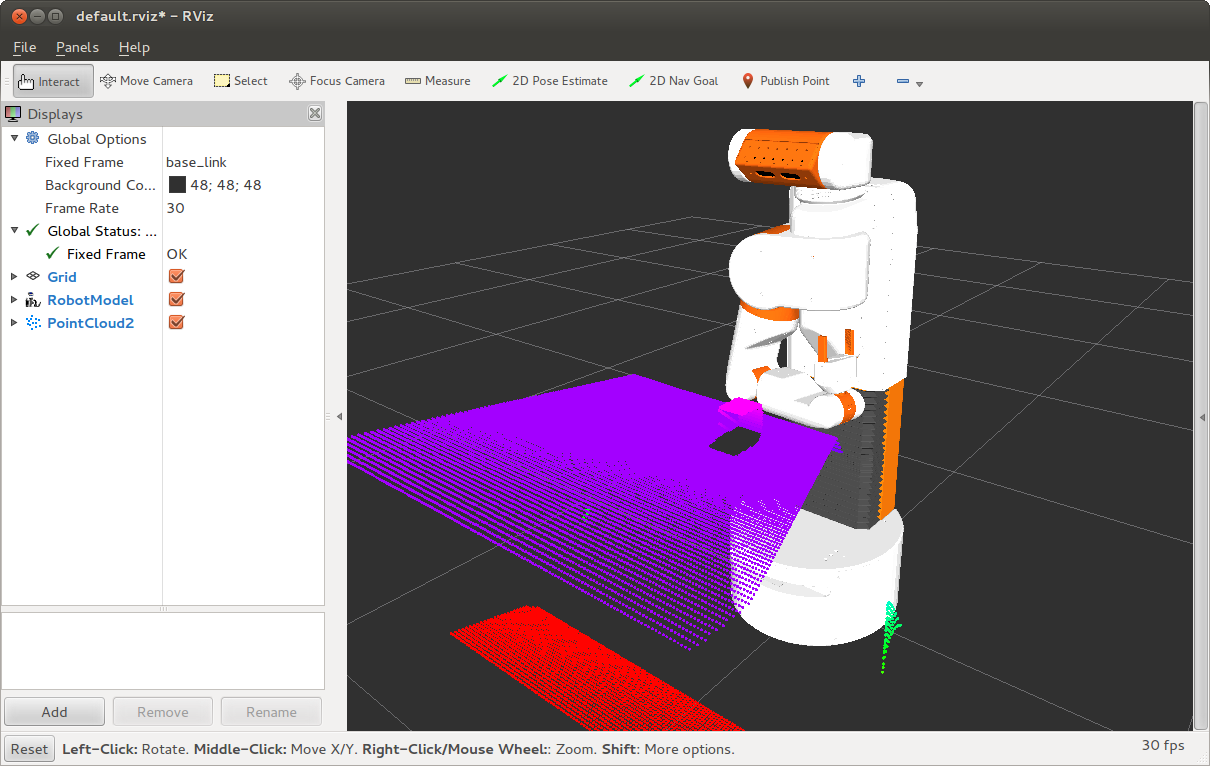 default.rviz* – RViz
File Panels Help
Interact Move Camera Select Focus Camera Measure 2D Pose Estimate 2D Nav Goal Publish Point
Displays
Global Options
Fixed Frame base_link
Background Co... 48; 48; 48
Frame Rate 30
Global Status: ...
Fixed Frame OK
Grid
RobotModel
PointCloud2
Add Remove Rename
Reset Left-Click: Rotate. Middle-Click: Move X/Y. Right-Click/Mouse Wheel:: Zoom. Shift: More options. 30 fps